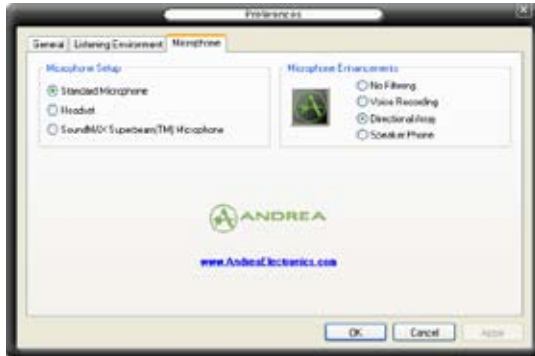 Preferences
General
Listening Environment
Microphone
Microphone Setup
Standard Microphone
Headset
SoundMAX Superbeam(TM) Microphone
Microphone Enhancements
No Filtering
Voice Recording
Directional Array
Speaker Phone
ANDREA
www.AndreaElectronics.com
OK
Cancel
Apply